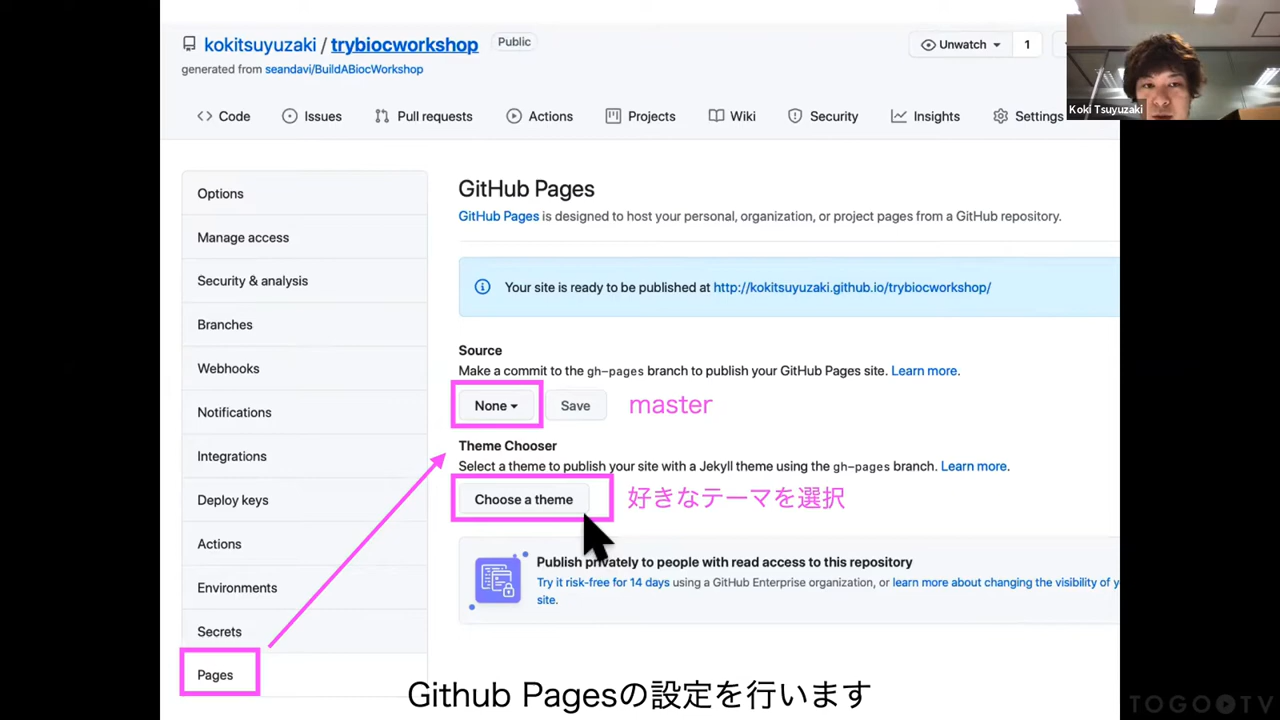 kokitsuyuzaki / trybiocworkshop Public
Unwatch 1
generated from seandavi/BuildABiocWorkshop
Koki Tsuyuzaki
Code Issues Pull requests Actions Projects Wiki Security Insights Settings
Options
Manage access
Security & analysis
Branches
Webhooks
Notifications
Integrations
Deploy keys
Actions
Environments
Secrets
Pages
GitHub Pages
GitHub Pages is designed to host your personal, organization, or project pages from a GitHub repository.
Your site is ready to be published at http://kokitsuyuzaki.github.io/trybiocworkshop/
Source
Make a commit to the gh-pages branch to publish your GitHub Pages site. Learn more.
None Save master
Theme Chooser
Select a theme to publish your site with a Jekyll theme using the gh-pages branch. Learn more.
Choose a theme 好きなテーマを選択
Publish privately to people with read access to this repository
Try it risk-free for 14 days using a GitHub Enterprise organization, or learn more about changing the visibility of y
site.
Github Pagesの設定を行います
TOGO TV